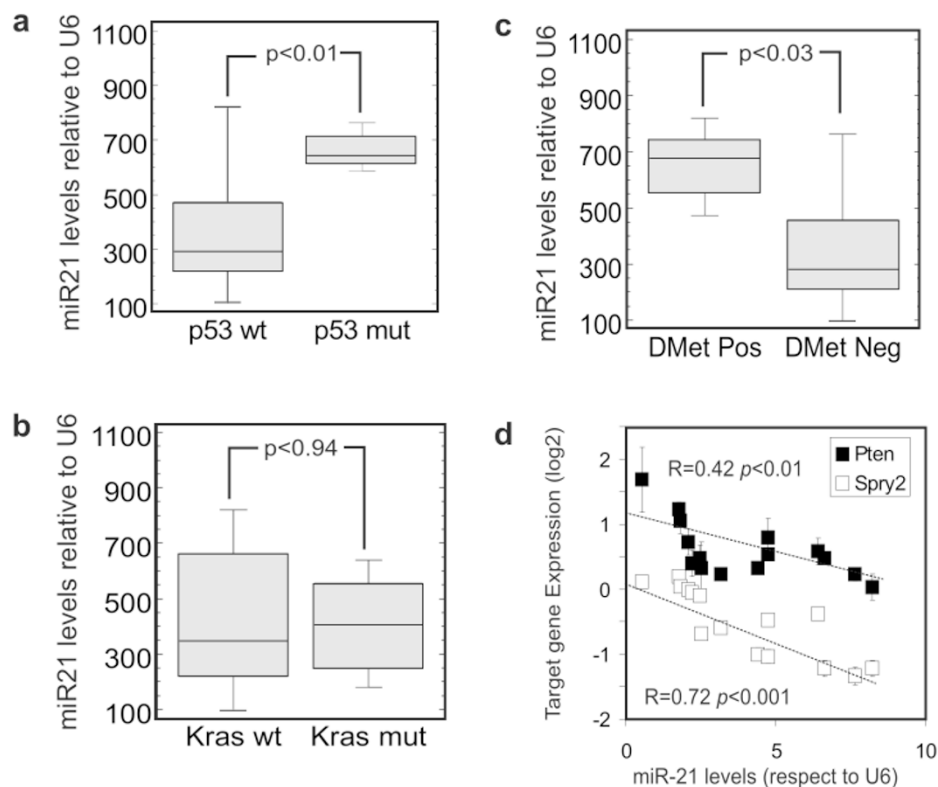 a
miR21 levels relative to U6
1100
900
700
500
300
100
p<0.01
p53 wt p53 mut
b
miR21 levels relative to U6
1100
900
700
500
300
100
p<0.94
Kras wt Kras mut
c
miR21 levels relative to U6
1100
900
700
500
300
100
p<0.03
DMet Pos DMet Neg
d
Target gene Expression (log2)
2
1
0
-1
-2
Pten
Spry2
R=0.42 p<0.01
R=0.72 p<0.001
0 5 10
miR-21 levels (respect to U6)